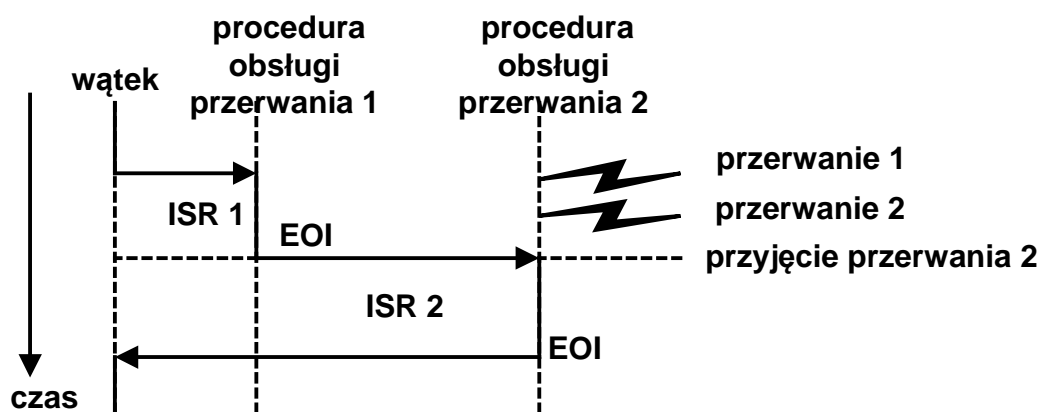 procedura
obsługi
przerwania 1
procedura
obsługi
przerwania 2
wątek
przerwanie 1
ISR 1
przerwanie 2
EOI
przyjęcie przerwania 2
ISR 2
EOI
czas